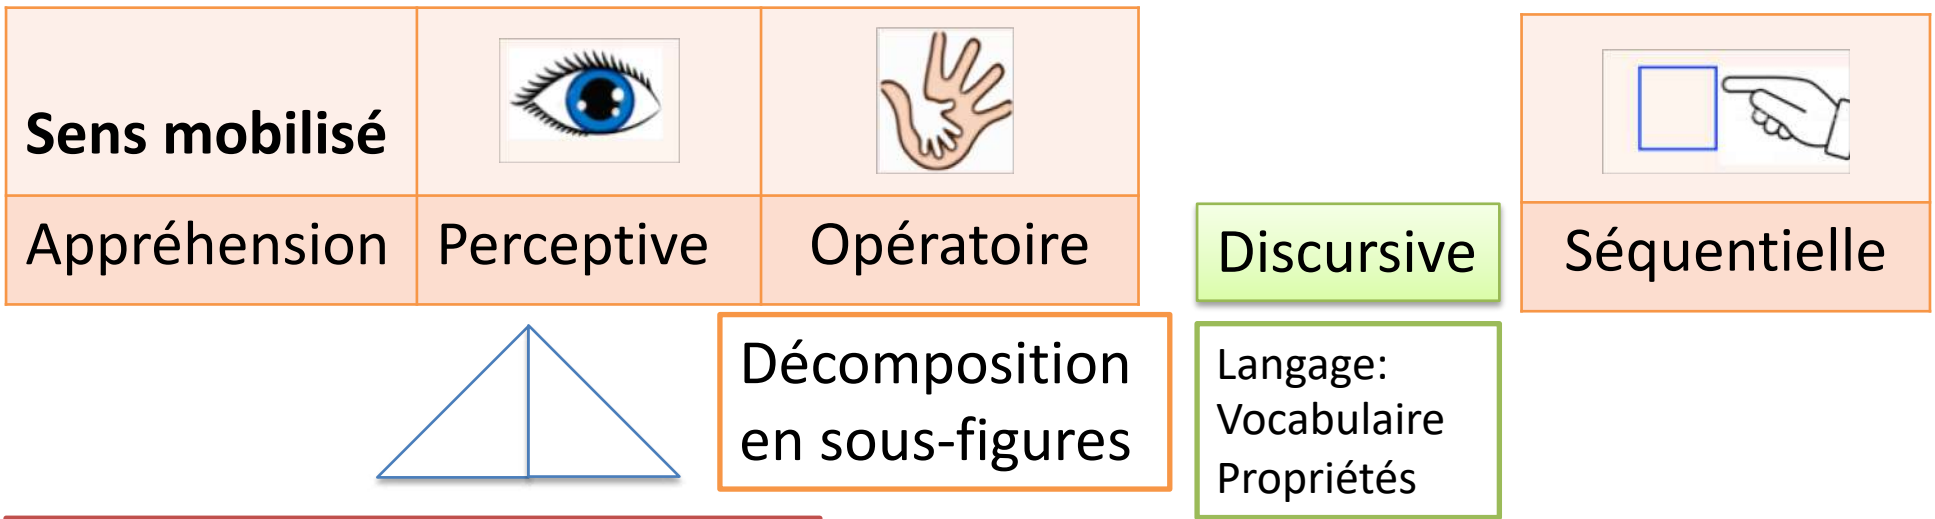 Sens mobilisé
Appréhension
Perceptive
Opératoire
Discursive
Séquentielle
Décomposition
en sous-figures
Langage:
Vocabulaire
Propriétés